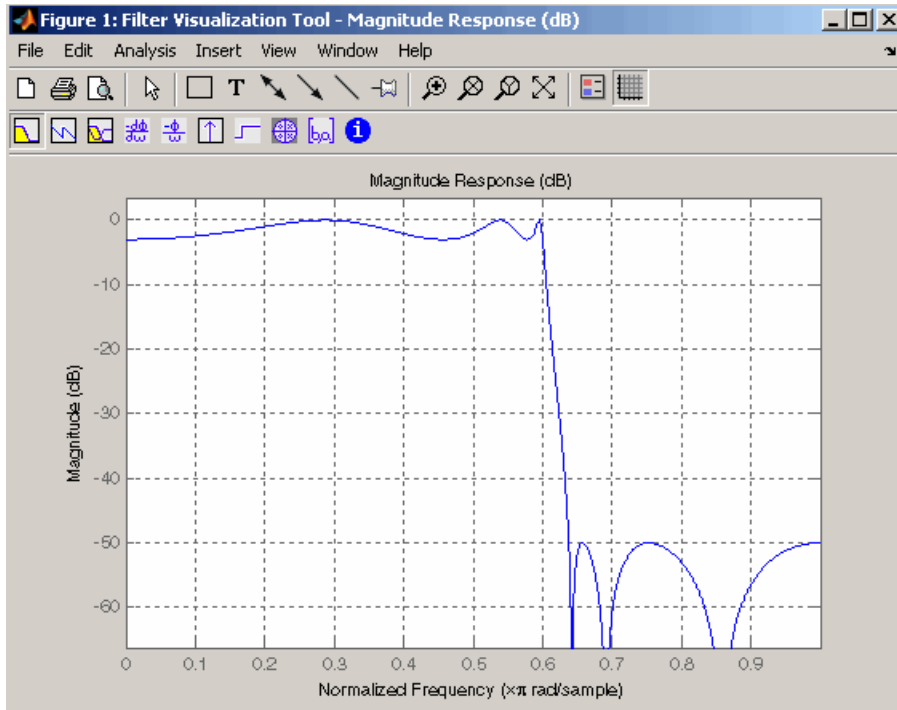 Figure 1: Filter Visualization Tool - Magnitude Response (dB)
File Edit Analysis Insert View Window Help
T
-dϕ/dω -ϕ/ω [b,a] i
Magnitude Response (dB)
0
-10
-20
-30
-40
-50
-60
Magnitude (dB)
0 0.1 0.2 0.3 0.4 0.5 0.6 0.7 0.8 0.9
Normalized Frequency (×π rad/sample)